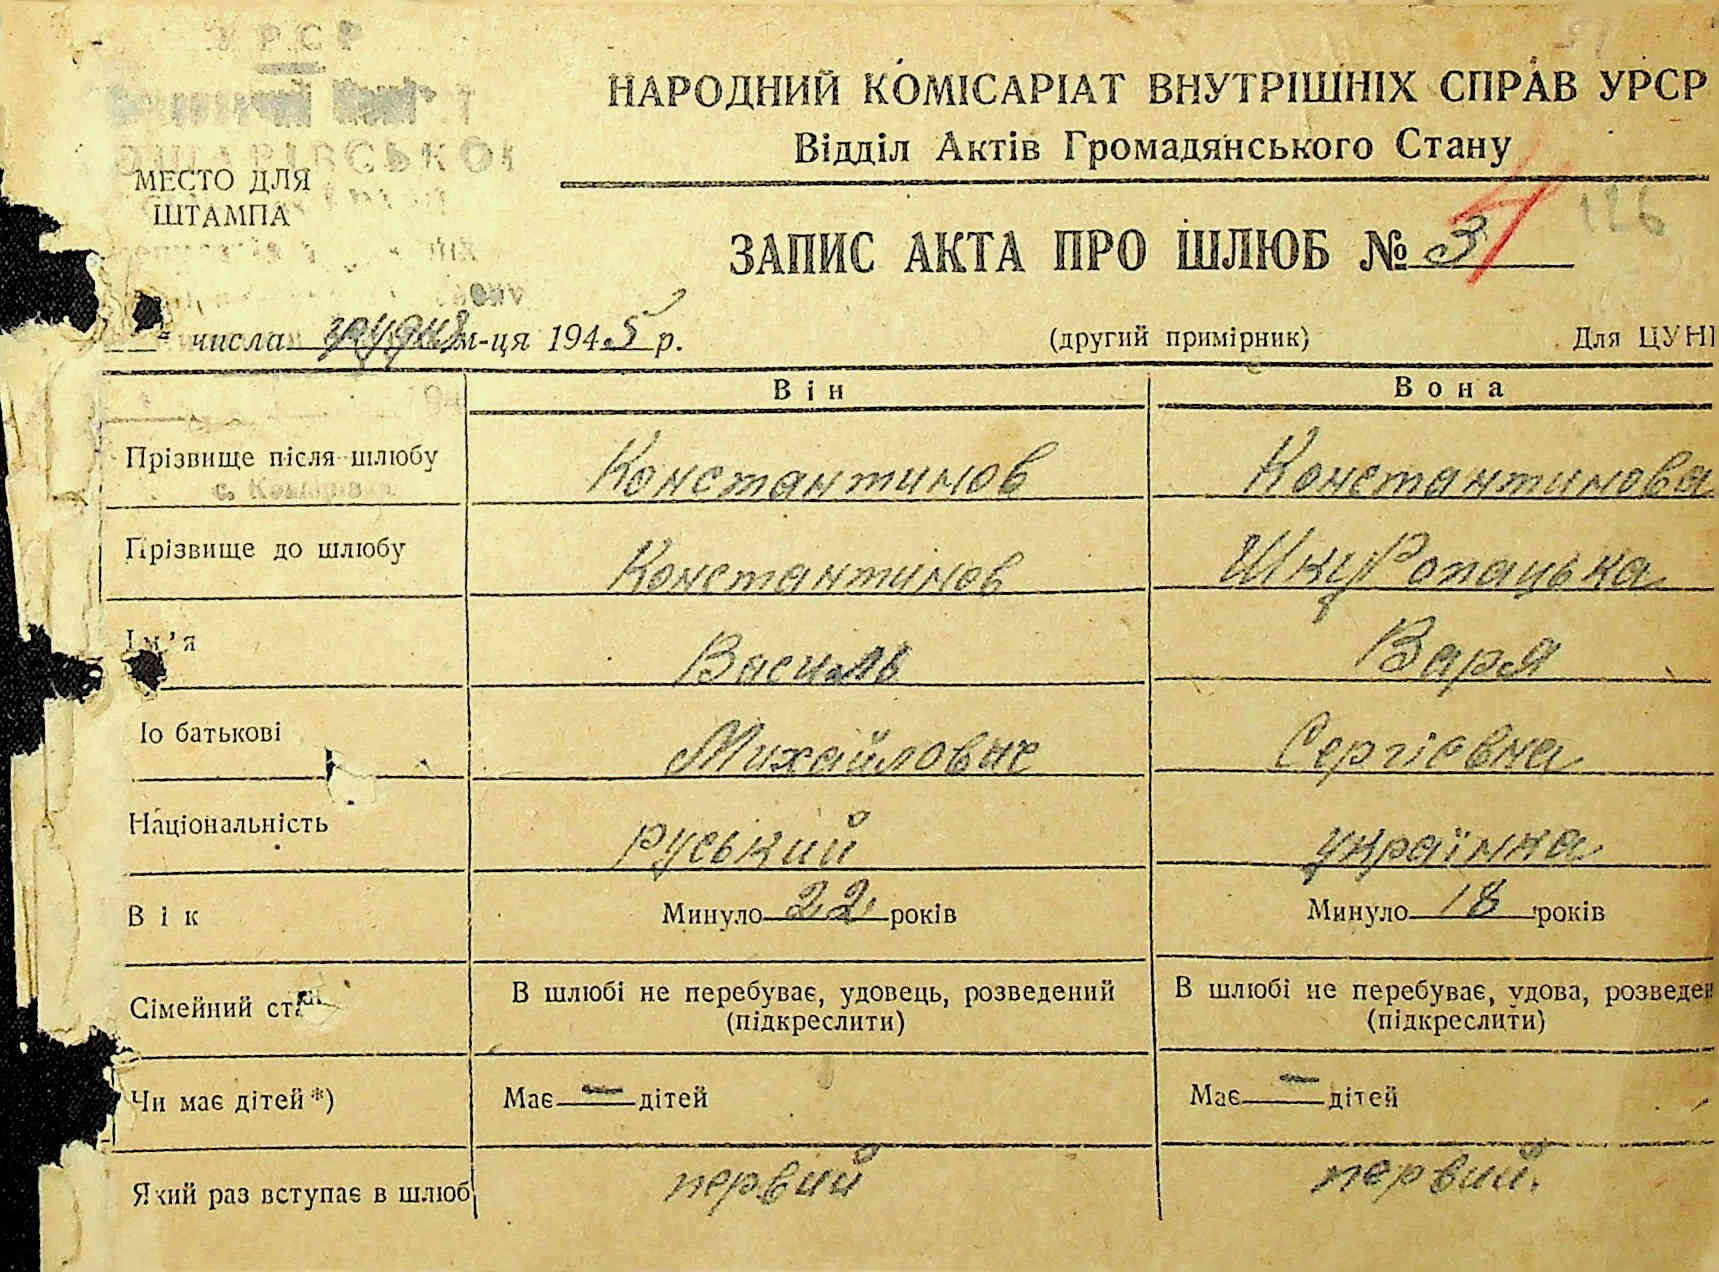 УРСР
НАРОДНИЙ КОМІСАРІАТ ВНУТРІШНІХ СПРАВ УРСР
Відділ Актів Громадянського Стану
МЕСТО ДЛЯ
ШТАМПА
126
ЗАПИС АКТА ПРО ШЛЮБ № 3
числа грудня м-ця 1945 р.
(другий примірник)
Для ЦУН
Він
Вона
Прізвище після шлюбу Константинов Константинова
Прізвище до шлюбу Константинов Шкуропацька
Ім'я Василь Варя
Іо батькові Михайлович Сергієвна
Національність руський українка
Вік Минуло 22 років Минуло 18 років
Сімейний стан В шлюбі не перебуває, удовець, розведений В шлюбі не перебуває, удова, розведен
(підкреслити) (підкреслити)
Чи має дітей*) Має — дітей Має — дітей
Який раз вступає в шлюб первий первий.